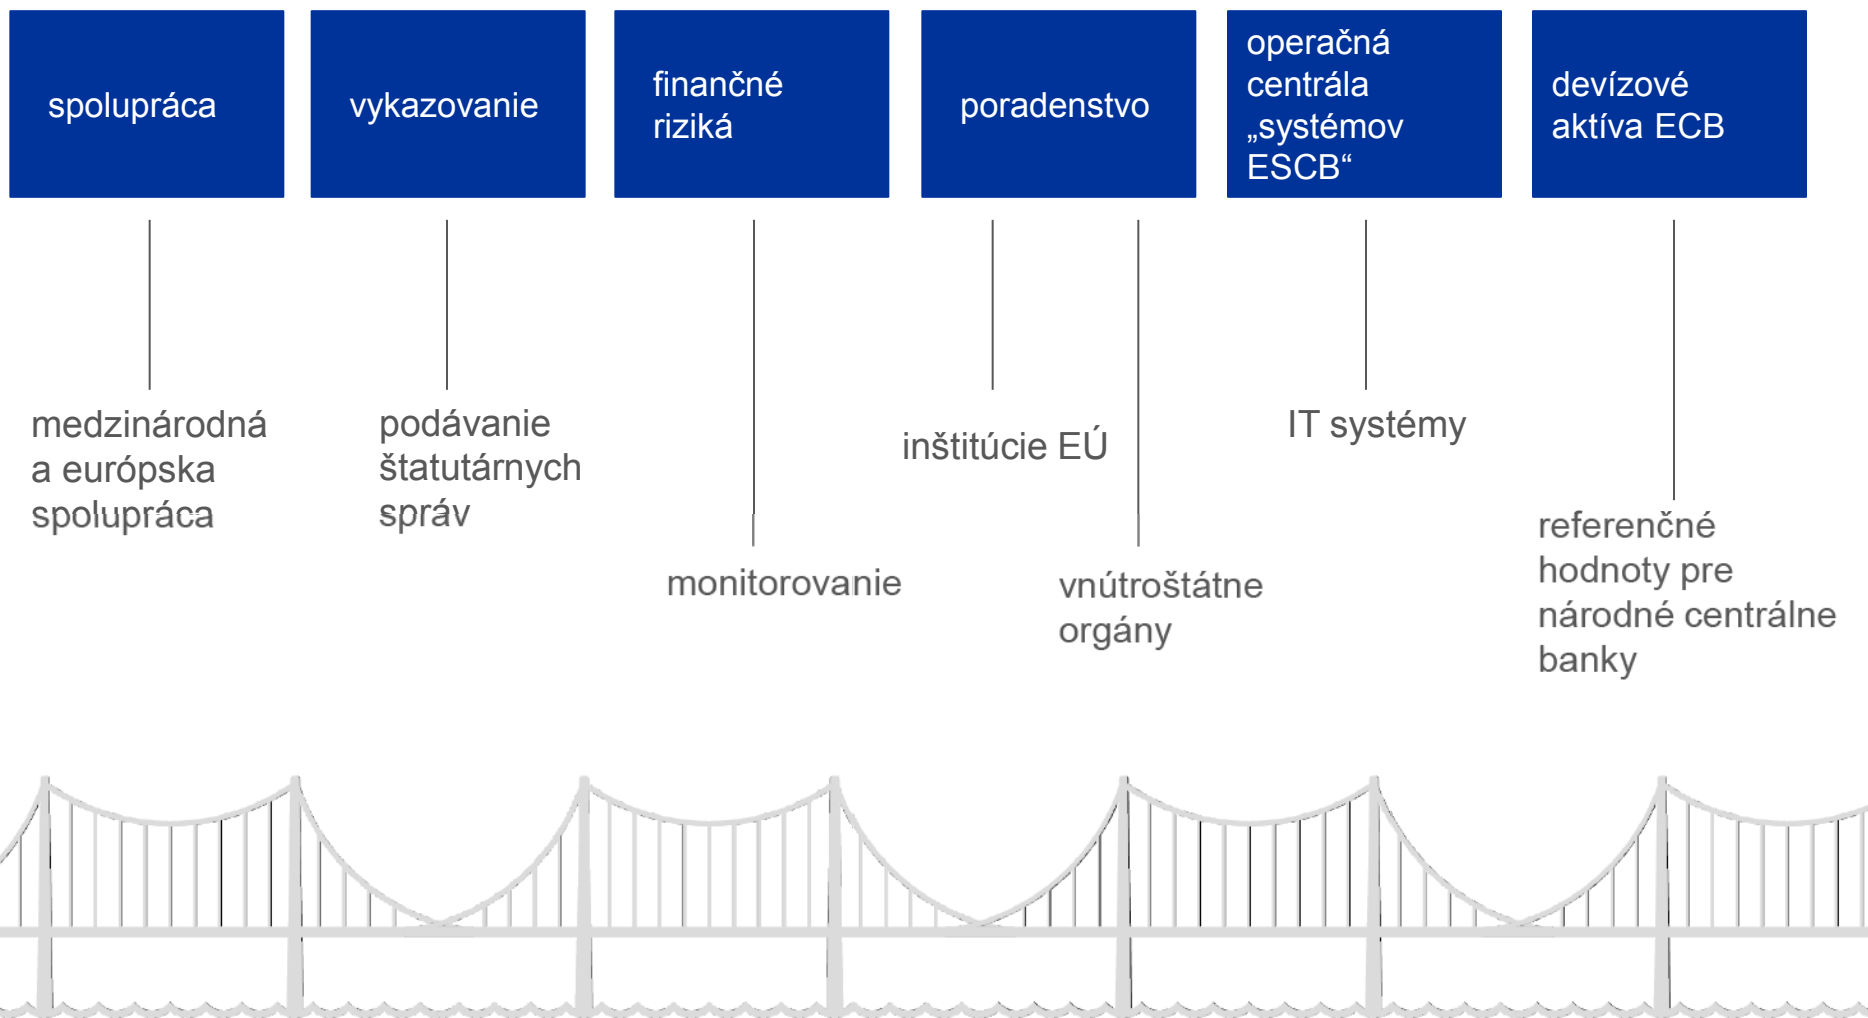 spolupráca
vykazovanie
finančné
riziká
poradenstvo
operačná
centrála
„systémov
ESCB“
devízové
aktíva ECB
medzinárodná
a európska
spolupráca
podávanie
štatutárnych
správ
monitorovanie
inštitúcie EÚ
vnútroštátne
orgány
IT systémy
referenčné
hodnoty pre
národné centrálne
banky